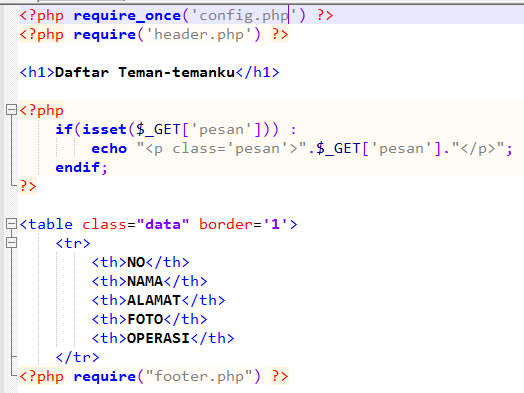 <?php require_once('config.php') ?>
<?php require('header.php') ?>
<h1>Daftar Teman-temanku</h1>
<?php
if(isset($_GET['pesan'])) :
echo "<p class='pesan'>".$_GET['pesan']."</p>";
endif;
?>
<table class="data" border='1'>
<tr>
<th>NO</th>
<th>NAMA</th>
<th>ALAMAT</th>
<th>FOTO</th>
<th>OPERASI</th>
</tr>
<?php require("footer.php") ?>